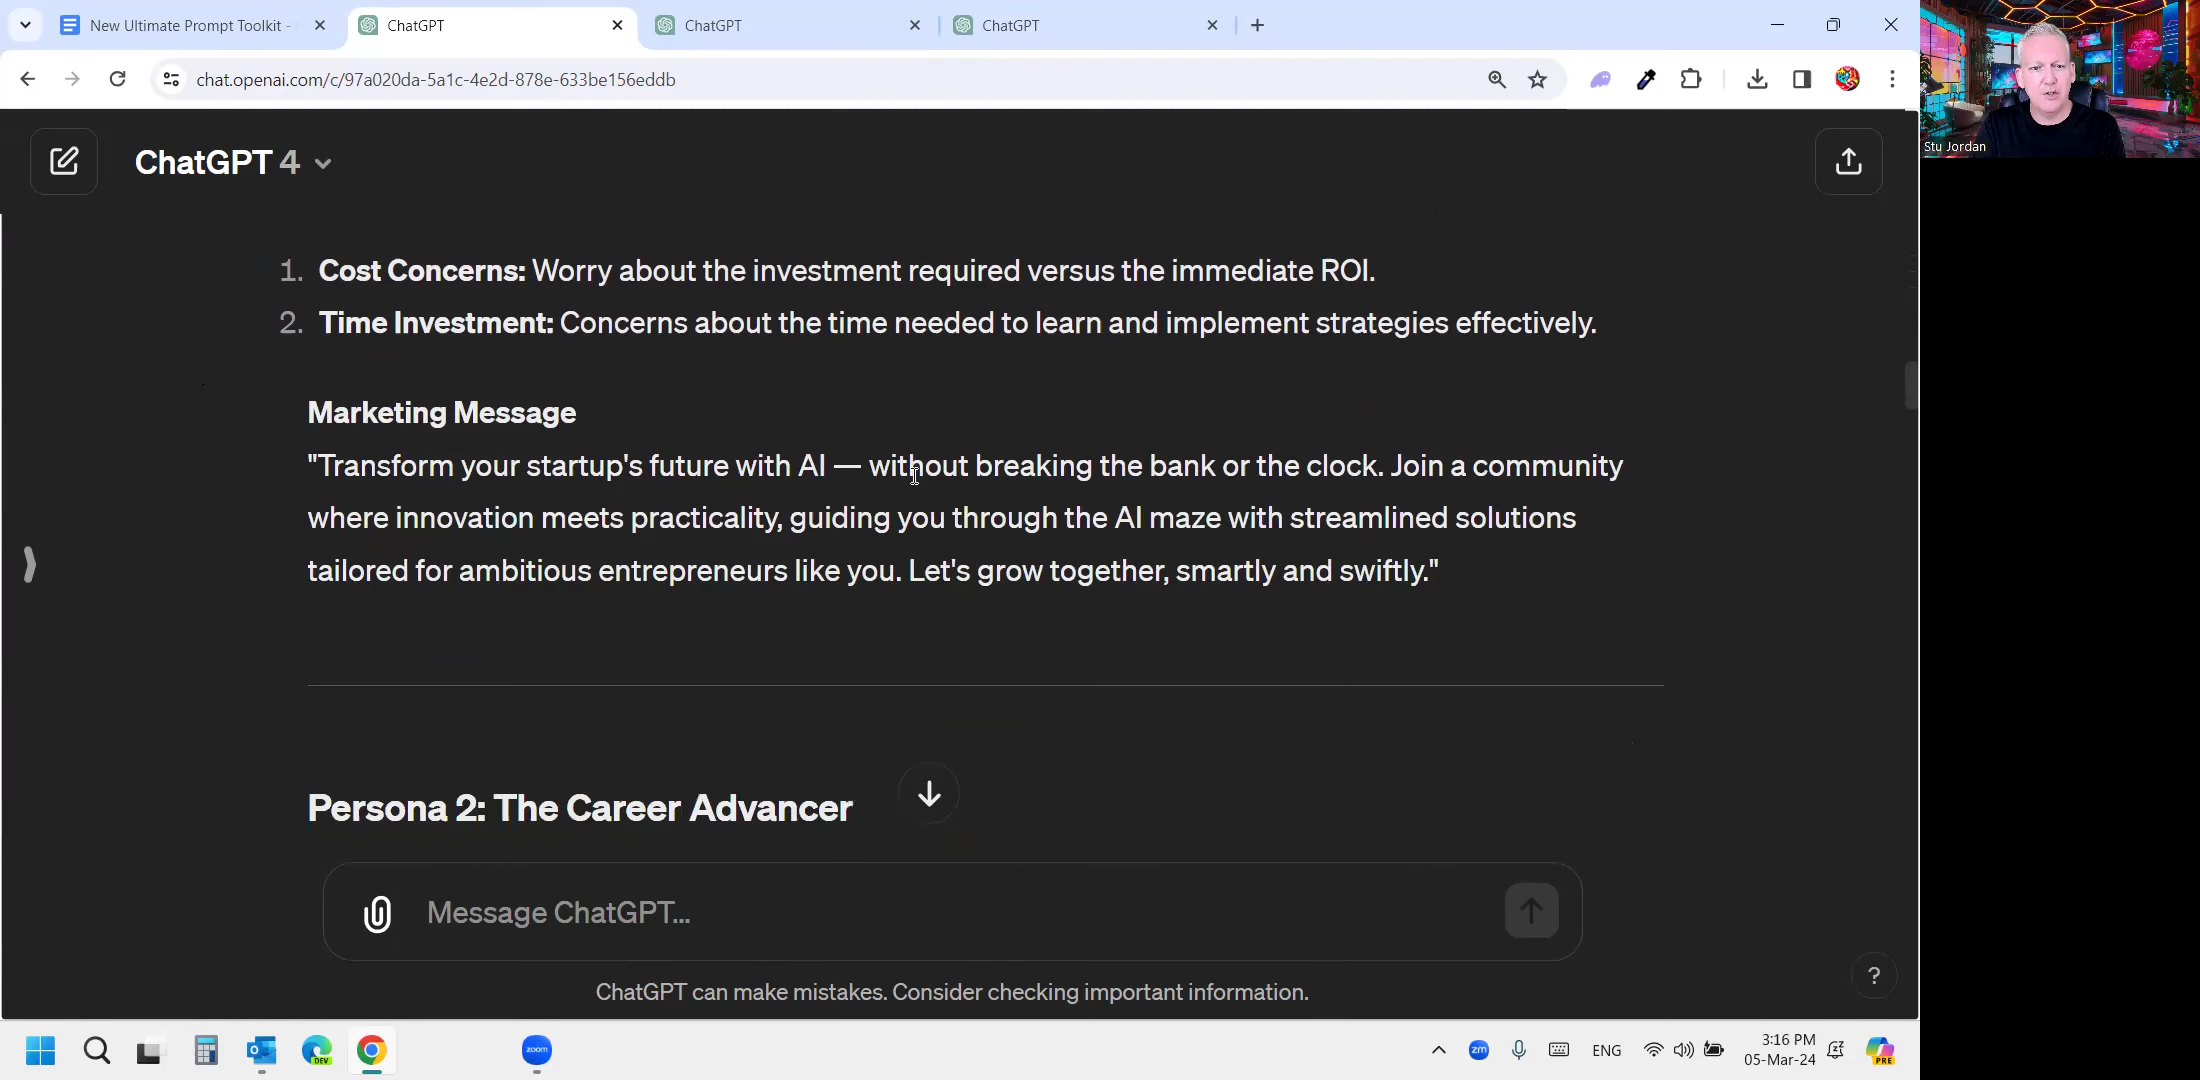 New Ultimate Prompt Toolkit -
ChatGPT
ChatGPT
ChatGPT
chat.openai.com/c/97a020da-5a1c-4e2d-878e-633be156eddb
Stu Jordan
ChatGPT 4
1. Cost Concerns: Worry about the investment required versus the immediate ROI.
2. Time Investment: Concerns about the time needed to learn and implement strategies effectively.
Marketing Message
"Transform your startup's future with AI — without breaking the bank or the clock. Join a community
where innovation meets practicality, guiding you through the AI maze with streamlined solutions
tailored for ambitious entrepreneurs like you. Let's grow together, smartly and swiftly."
Persona 2: The Career Advancer
Message ChatGPT...
?
ChatGPT can make mistakes. Consider checking important information.
DEV
zoom
zm
ENG
3:16 PM
05-Mar-24
PRE